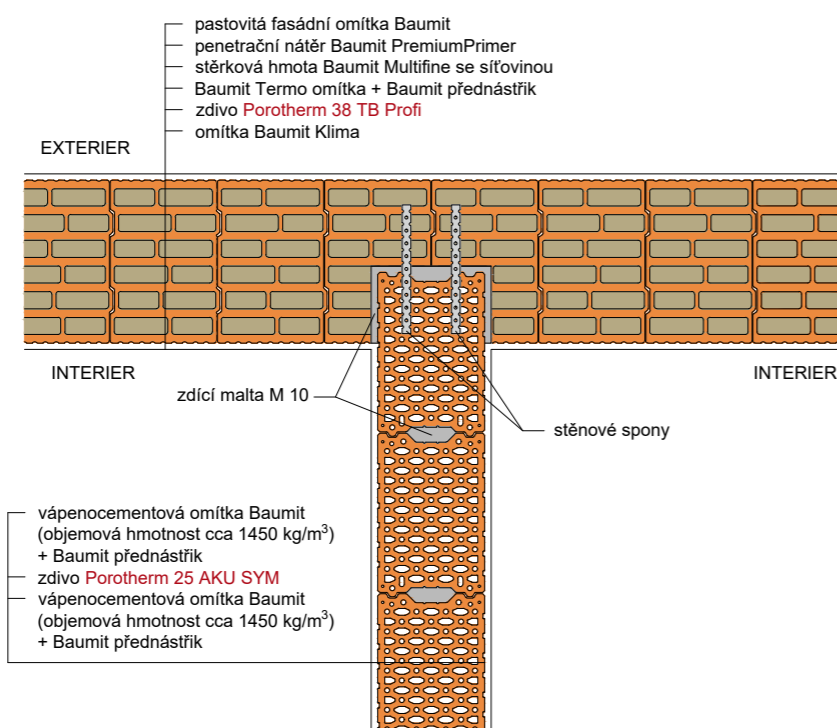 pastovitá fasádní omítka Baumit
penetrační nátěr Baumit PremiumPrimer
stěrková hmota Baumit Multifine se síťovinou
Baumit Termo omítka + Baumit přednástřik
zdivo Porotherm 38 TB Profi
omítka Baumit Klima
EXTERIER
INTERIER
INTERIER
zdící malta M 10
stěnové spony
vápenocementová omítka Baumit
(objemová hmotnost cca 1450 kg/m³)
+ Baumit přednástřik
zdivo Porotherm 25 AKU SYM
vápenocementová omítka Baumit
(objemová hmotnost cca 1450 kg/m³)
+ Baumit přednástřik